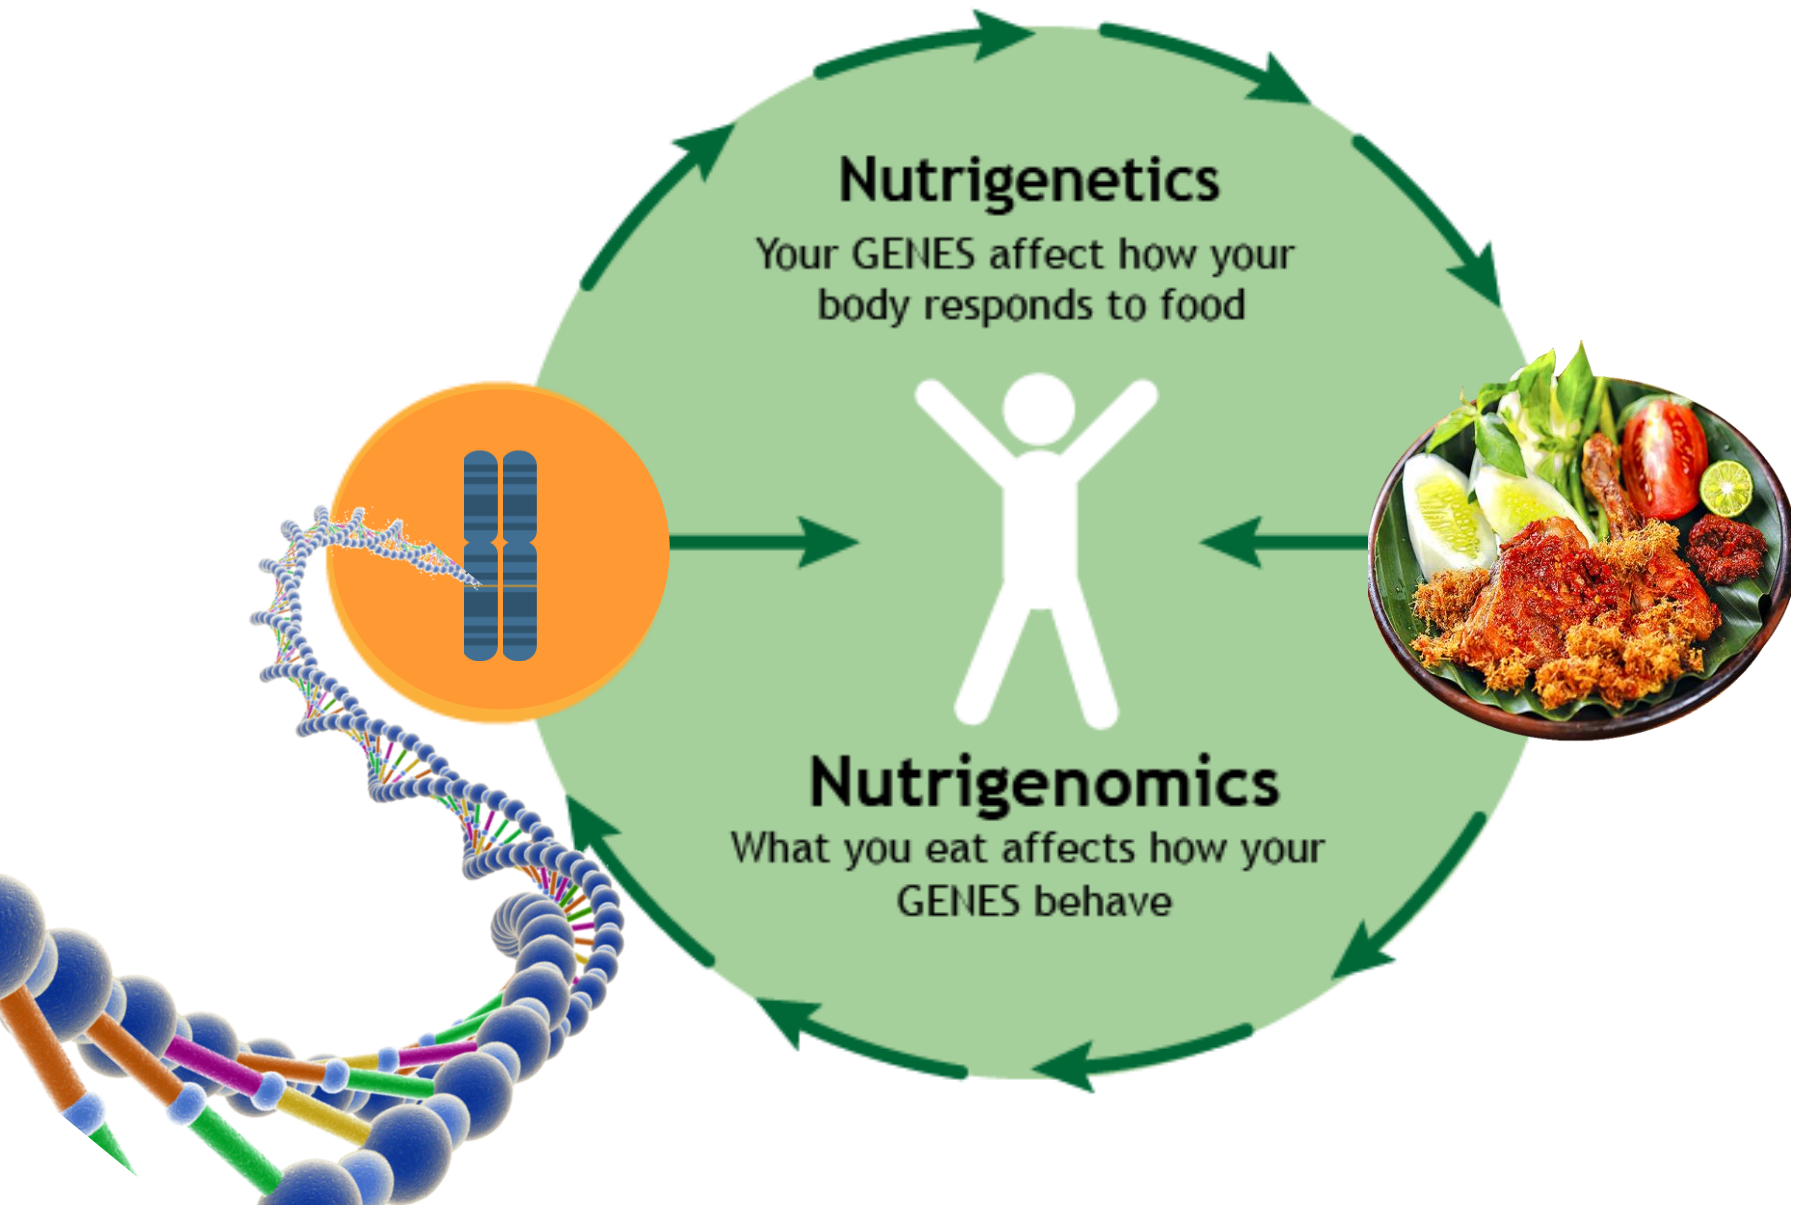 Nutrigenetics
Your GENES affect how your
body responds to food
Nutrigenomics
What you eat affects how your
GENES behave